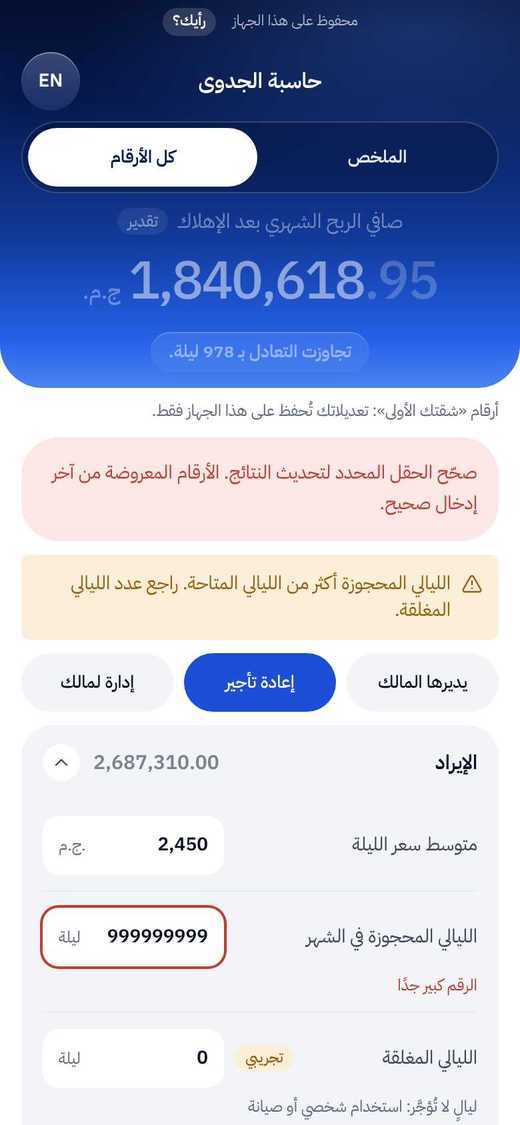 محفوظ على هذا الجهاز رأيك؟
حاسبة الجدوى EN
الملخص كل الأرقام
صافي الربح الشهري بعد الإهلاك تقدير
1,840,618.95 ج.م.
تجاوزت التعادل بـ 978 ليلة.
أرقام «شقتك الأولى»: تعديلاتك تُحفظ على هذا الجهاز فقط.
صحّح الحقل المحدد لتحديث النتائج. الأرقام المعروضة من آخر
إدخال صحيح.
الليالي المحجوزة أكثر من الليالي المتاحة. راجع عدد الليالي
المغلقة.
يديرها المالك إعادة تأجير إدارة لمالك
الإيراد 2,687,310.00
متوسط سعر الليلة 2,450 ج.م.
الليالي المحجوزة في الشهر 999999999 ليلة
الرقم كبير جدًا
الليالي المغلقة تجريبي 0 ليلة
ليالٍ لا تُؤجَّر: استخدام شخصي أو صيانة